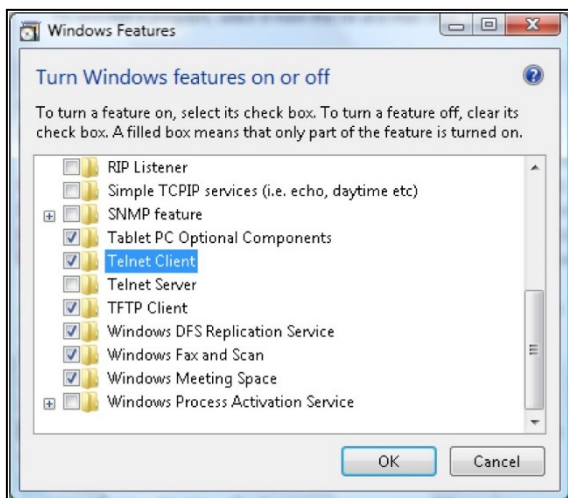 Windows Features
Turn Windows features on or off
To turn a feature on, select its check box. To turn a feature off, clear its
check box. A filled box means that only part of the feature is turned on.
RIP Listener
Simple TCPIP services (i.e. echo, daytime etc)
SNMP feature
Tablet PC Optional Components
Telnet Client
Telnet Server
TFTP Client
Windows DFS Replication Service
Windows Fax and Scan
Windows Meeting Space
Windows Process Activation Service
OK
Cancel